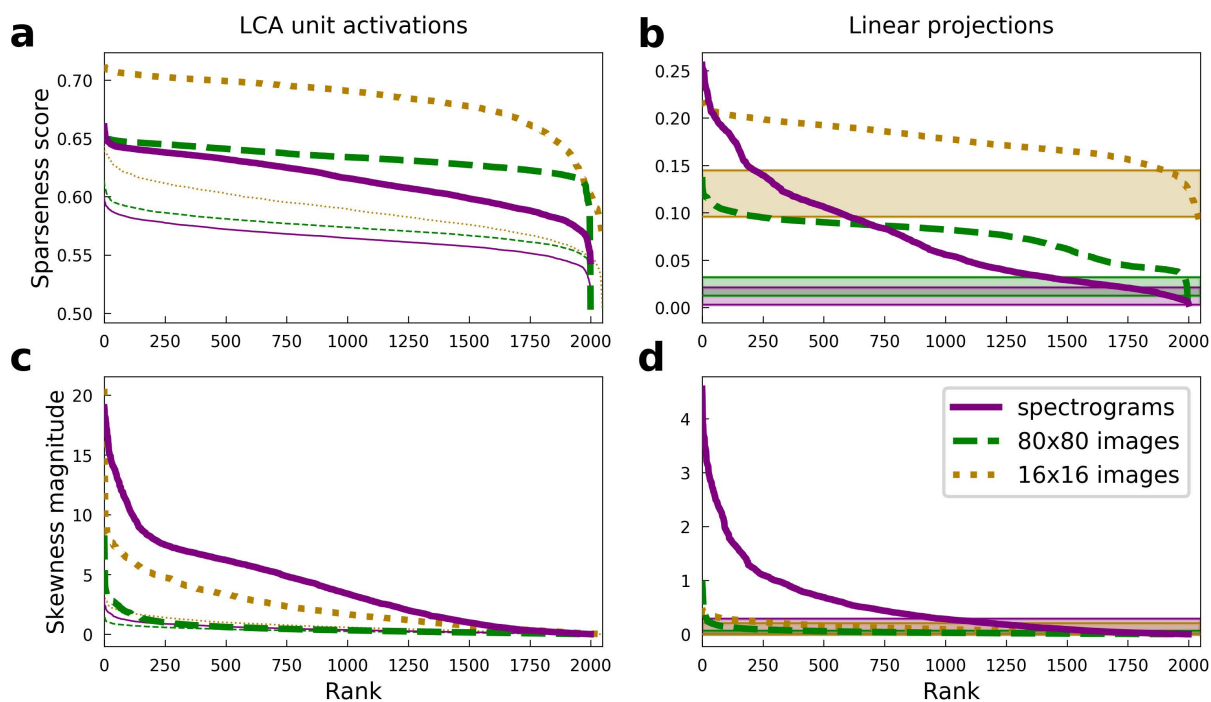 a
LCA unit activations
b
Linear projections
Sparseness score
0.70
0.65
0.60
0.55
0.50
0 250 500 750 1000 1250 1500 1750 2000
0.25
0.20
0.15
0.10
0.05
0.00
0 250 500 750 1000 1250 1500 1750 2000
c
d
Skewness magnitude
20
15
10
5
0
0 250 500 750 1000 1250 1500 1750 2000
Rank
4
3
2
1
0
spectrograms
80x80 images
16x16 images
0 250 500 750 1000 1250 1500 1750 2000
Rank